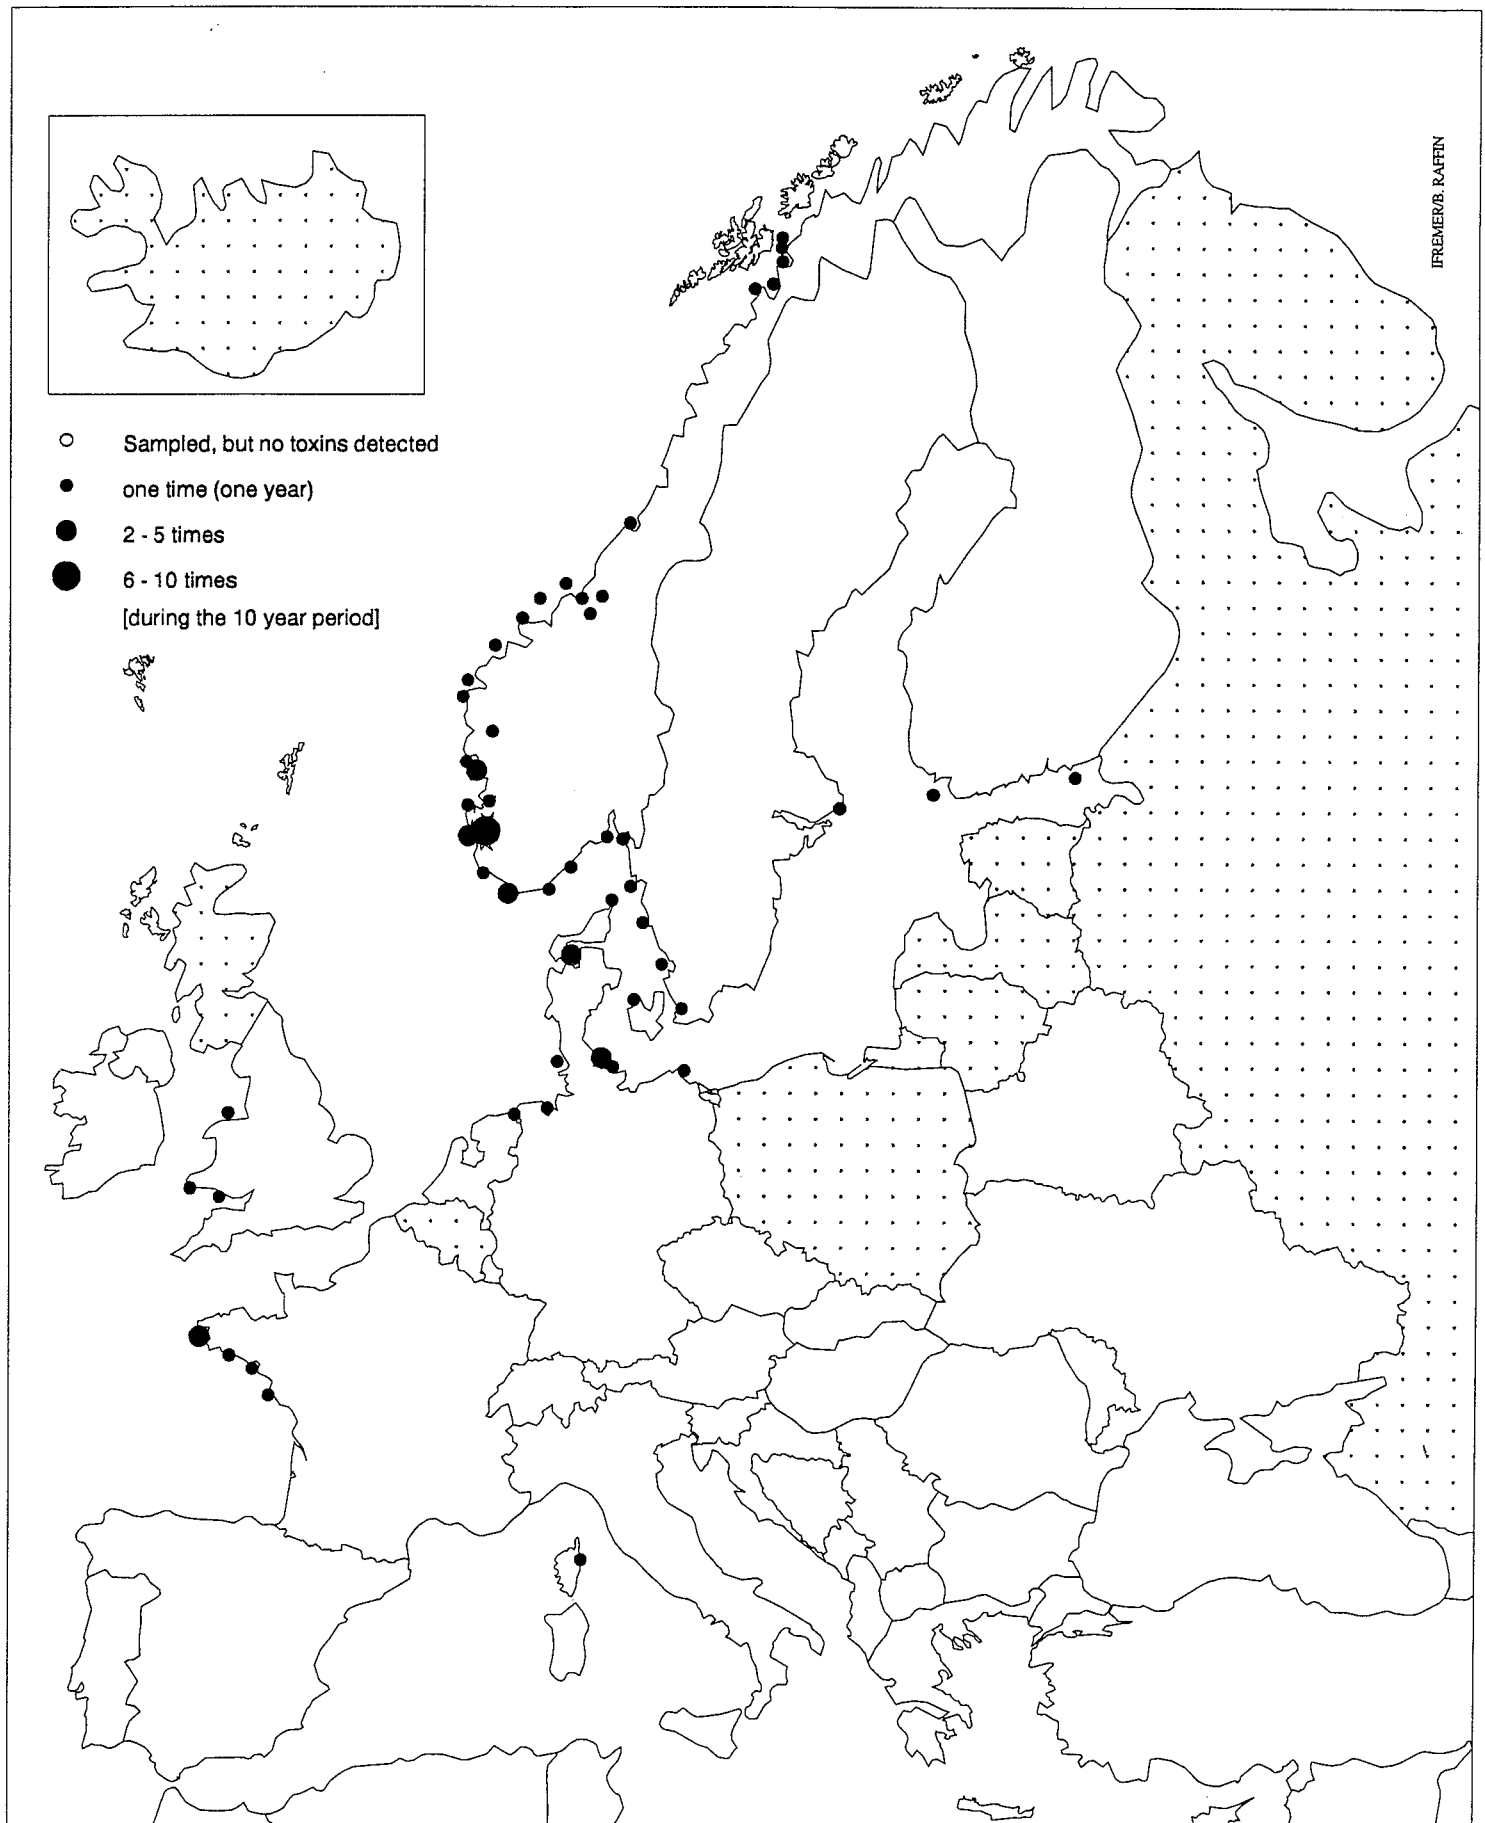 IFREMER/B. RAFFIN
Sampled, but no toxins detected
one time (one year)
2 - 5 times
6 - 10 times
[during the 10 year period]